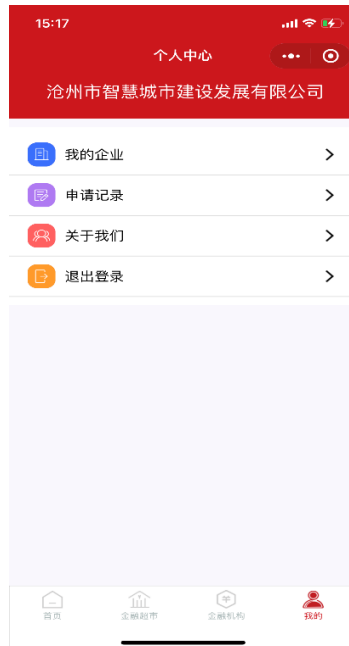 15:17
个人中心
沧州市智慧城市建设发展有限公司
我的企业
申请记录
关于我们
退出登录
首页
金融超市
金融机构
我的